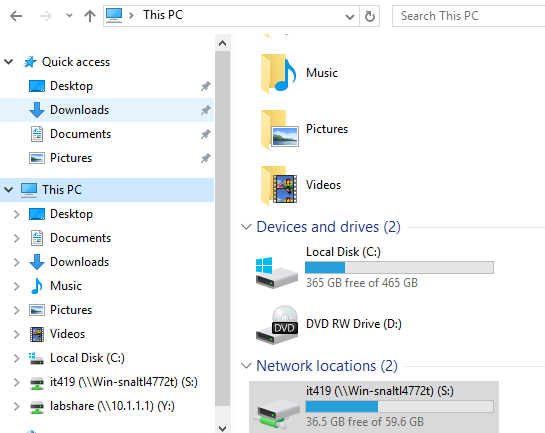 This PC
Search This PC
Quick access
Desktop
Downloads
Documents
Pictures
This PC
Desktop
Documents
Downloads
Music
Pictures
Videos
Local Disk (C:)
it419 (\\Win-snaltl4772t) (S:)
labshare (\\10.1.1.1) (Y:)
Music
Pictures
Videos
Devices and drives (2)
Local Disk (C:)
365 GB free of 465 GB
DVD
DVD RW Drive (D:)
Network locations (2)
it419 (\\Win-snaltl4772t) (S:)
36.5 GB free of 59.6 GB